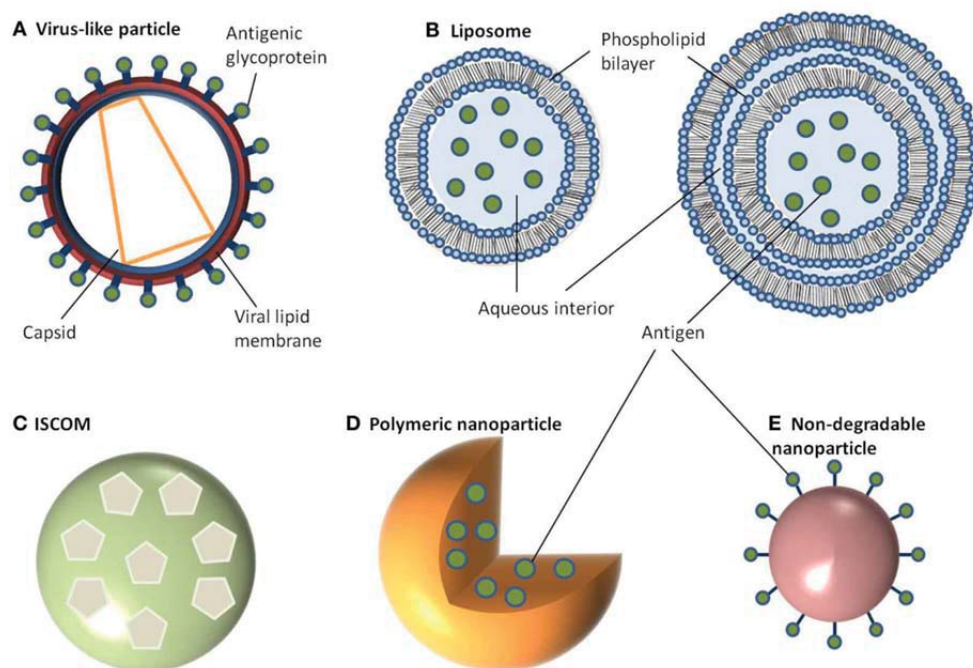 A Virus-like particle
Antigenic
glycoprotein
Capsid
Viral lipid
membrane
B Liposome
Phospholipid
bilayer
Aqueous interior
Antigen
C ISCOM
D Polymeric nanoparticle
E Non-degradable
nanoparticle